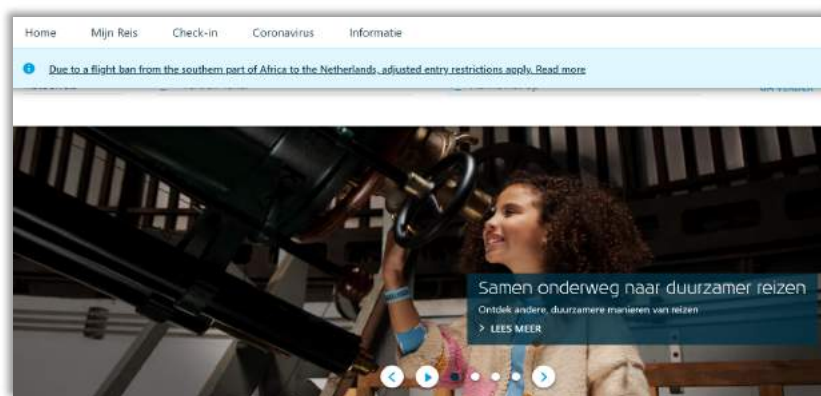 Home Mijn Reis Check-in Coronavirus Informatie
Due to a flight ban from the southern part of Africa to the Netherlands, adjusted entry restrictions apply. Read more
Samen onderweg naar duurzamer reizen
Ontdek andere, duurzamere manieren van reizen
> LEES MEER